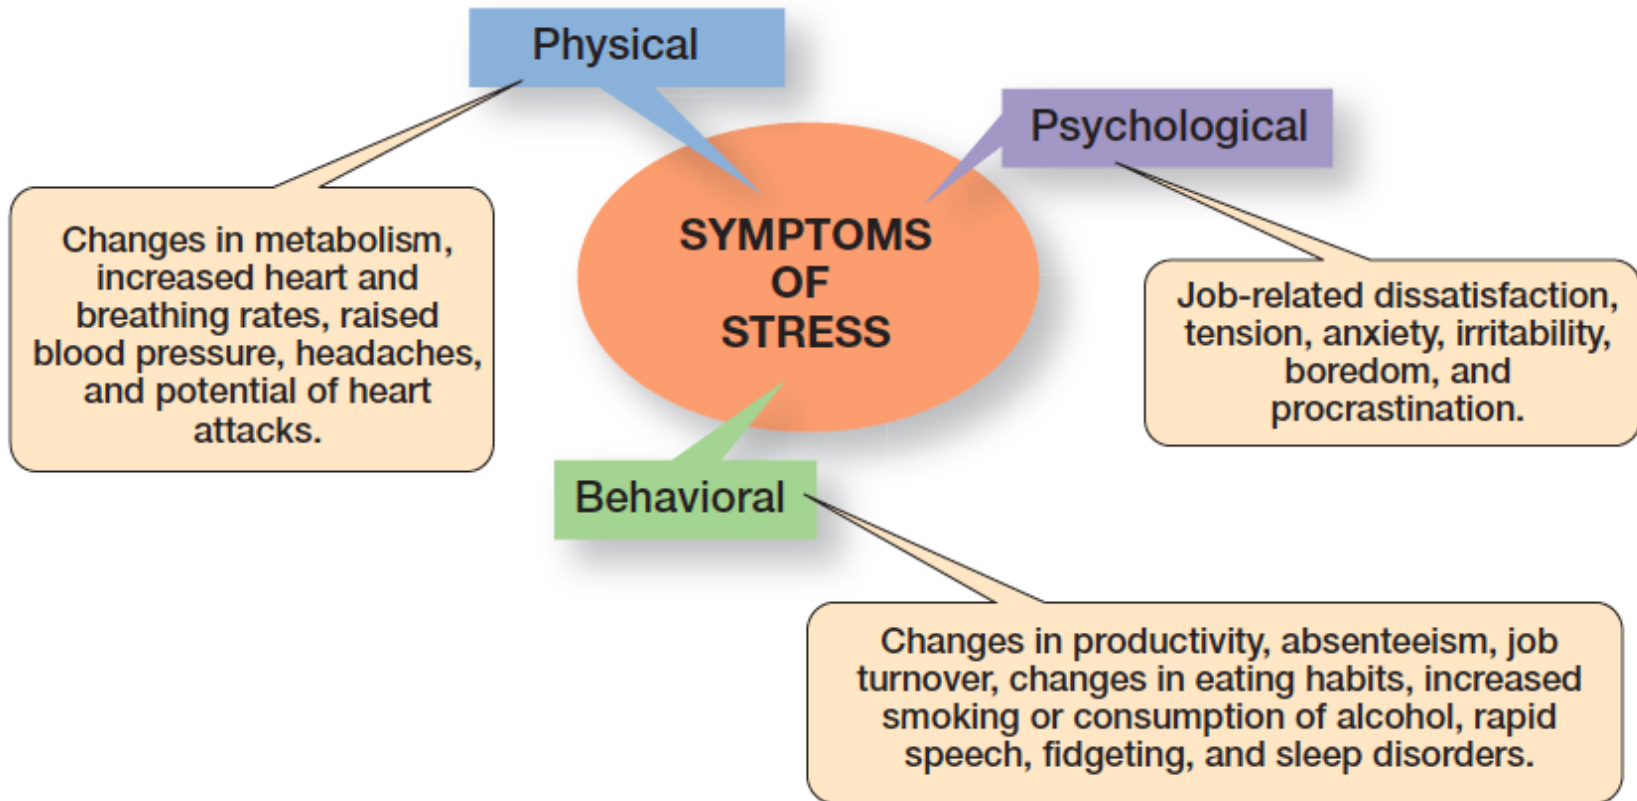 Physical
Psychological
SYMPTOMS
OF
STRESS
Changes in metabolism,
increased heart and
breathing rates, raised
blood pressure, headaches,
and potential of heart
attacks.
Job-related dissatisfaction,
tension, anxiety, irritability,
boredom, and
procrastination.
Behavioral
Changes in productivity, absenteeism, job
turnover, changes in eating habits, increased
smoking or consumption of alcohol, rapid
speech, fidgeting, and sleep disorders.